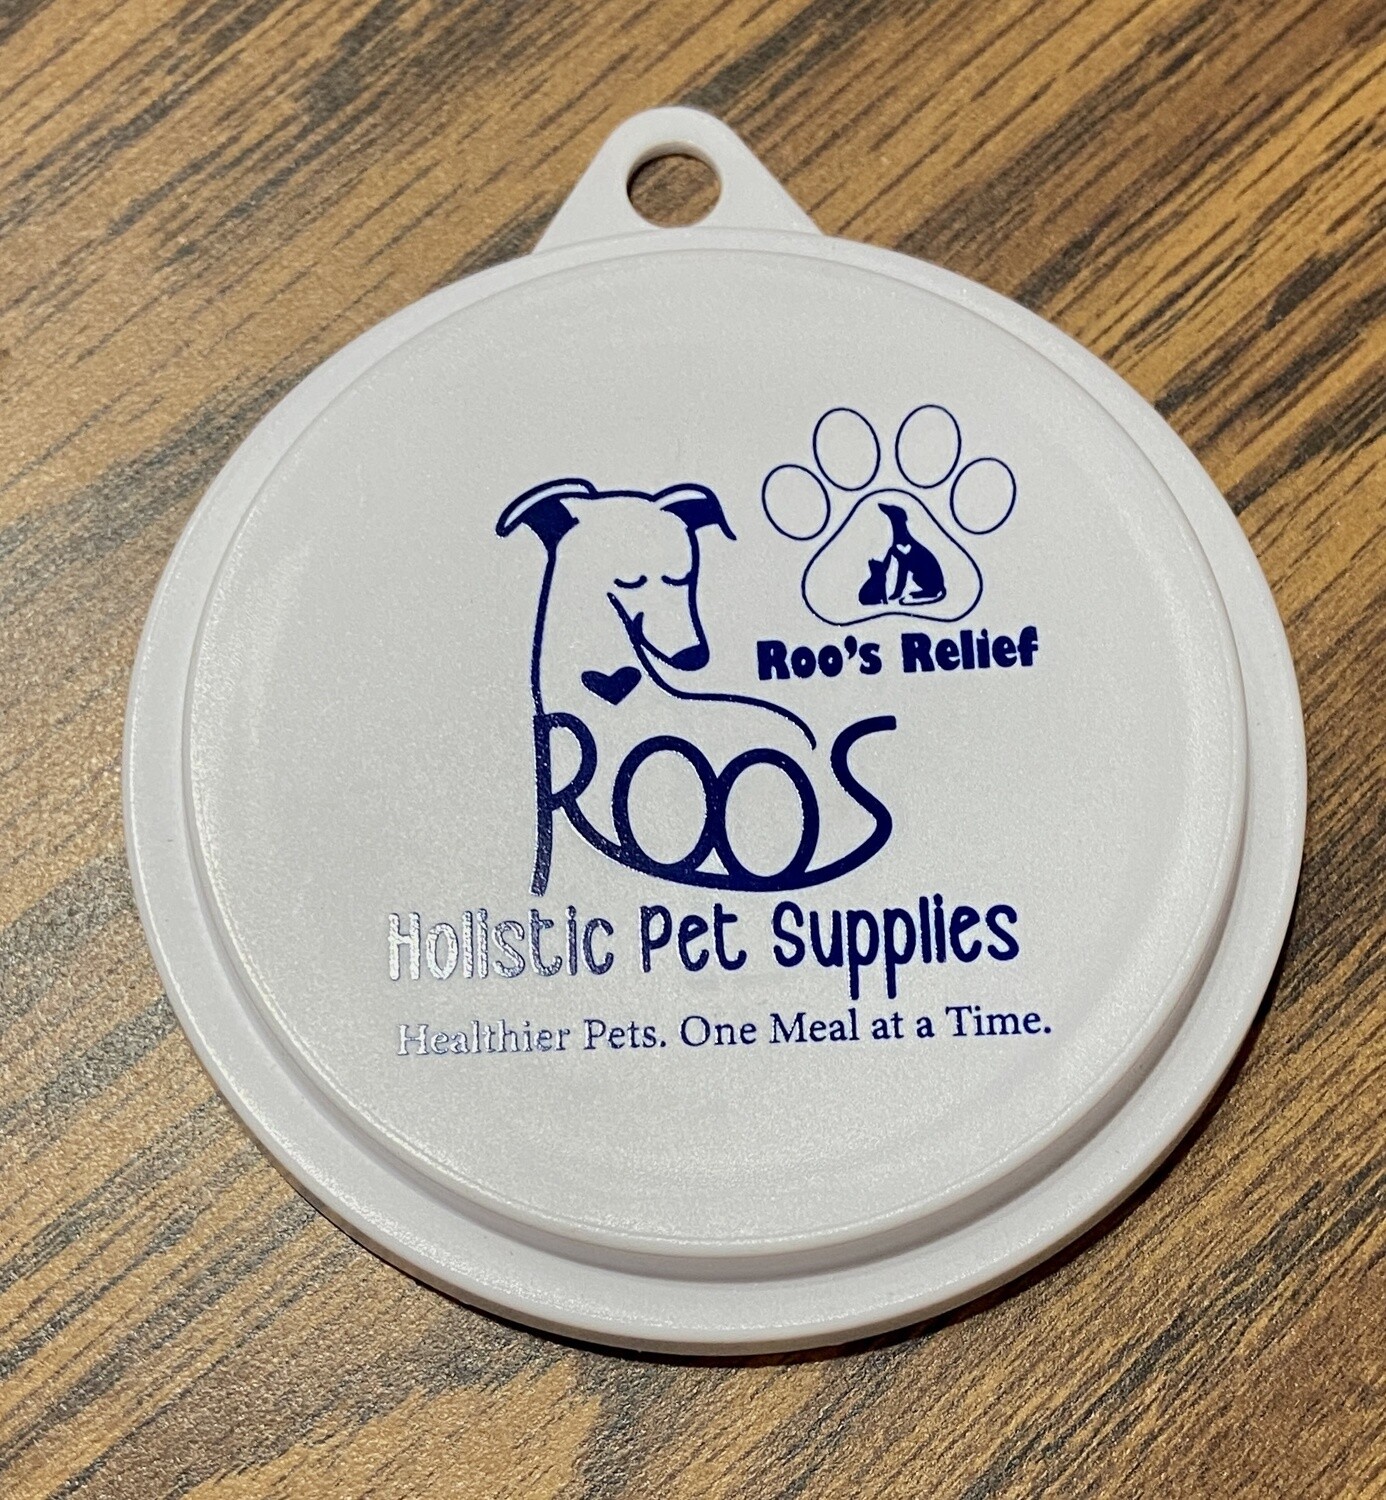 Roo's Relief
ROOS
Holistic Pet Supplies
Healthier Pets. One Meal at a Time.